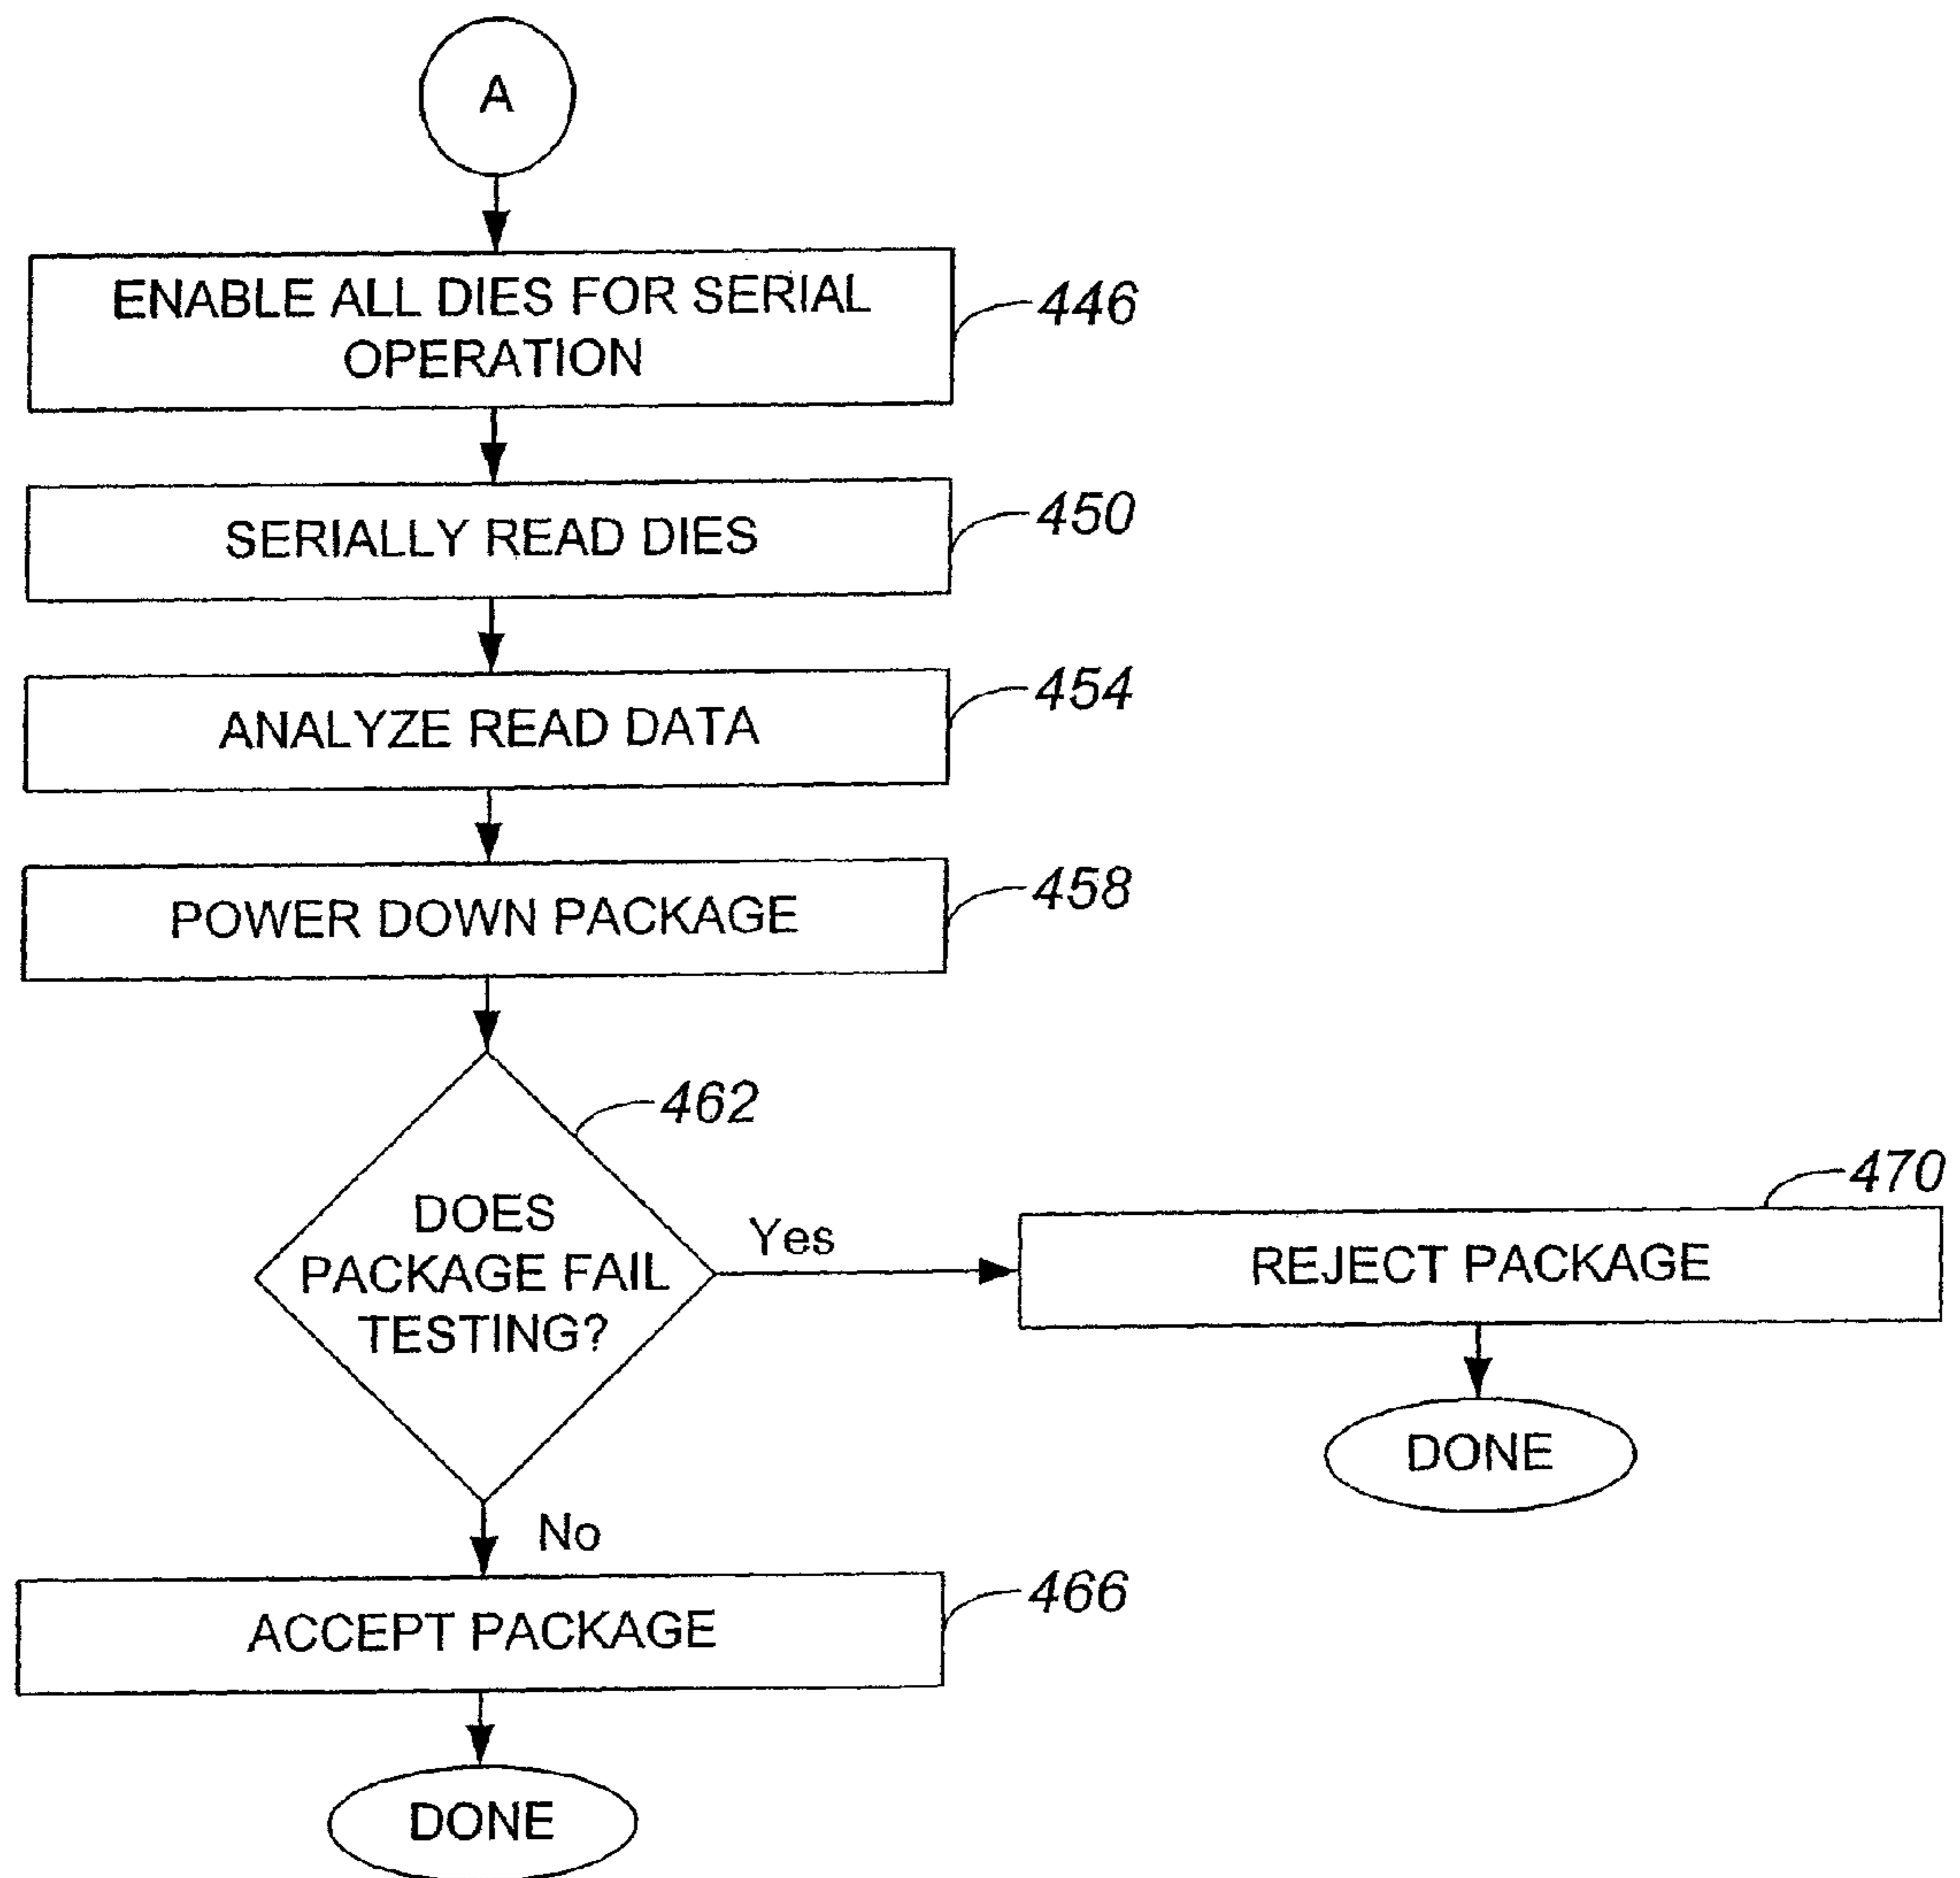 A
ENABLE ALL DIES FOR SERIAL
OPERATION
446
SERIALLY READ DIES
450
ANALYZE READ DATA
454
POWER DOWN PACKAGE
458
462
DOES
PACKAGE FAIL
TESTING?
Yes
470
REJECT PACKAGE
DONE
No
ACCEPT PACKAGE
466
DONE